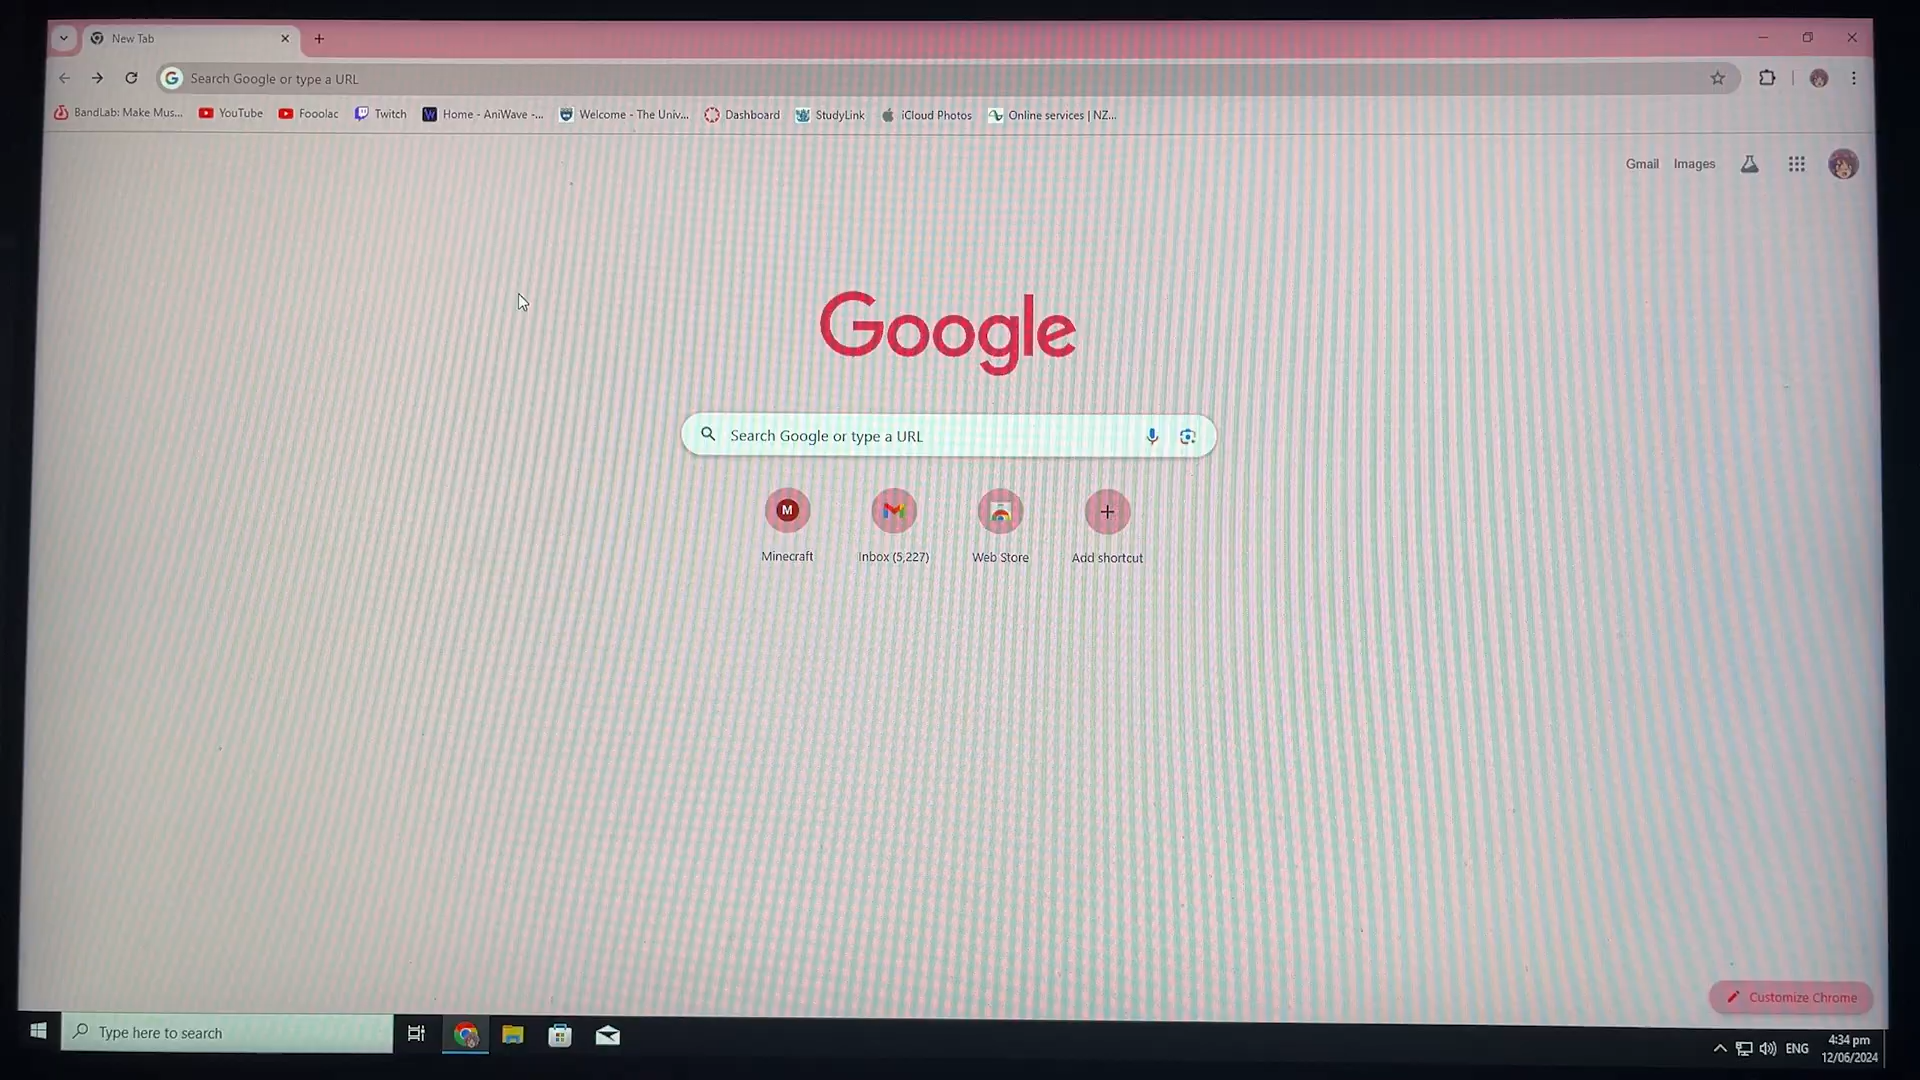 New Tab
Search Google or type a URL
BandLab: Make Mus... YouTube Fooolac Twitch Home - AniWave -... Welcome - The Univ... Dashboard StudyLink iCloud Photos Online services | NZ...
Gmail Images
Google
Search Google or type a URL
M
Minecraft Inbox (5,227) Web Store Add shortcut
Customize Chrome
Type here to search
ENG
4:34 pm
12/06/2024